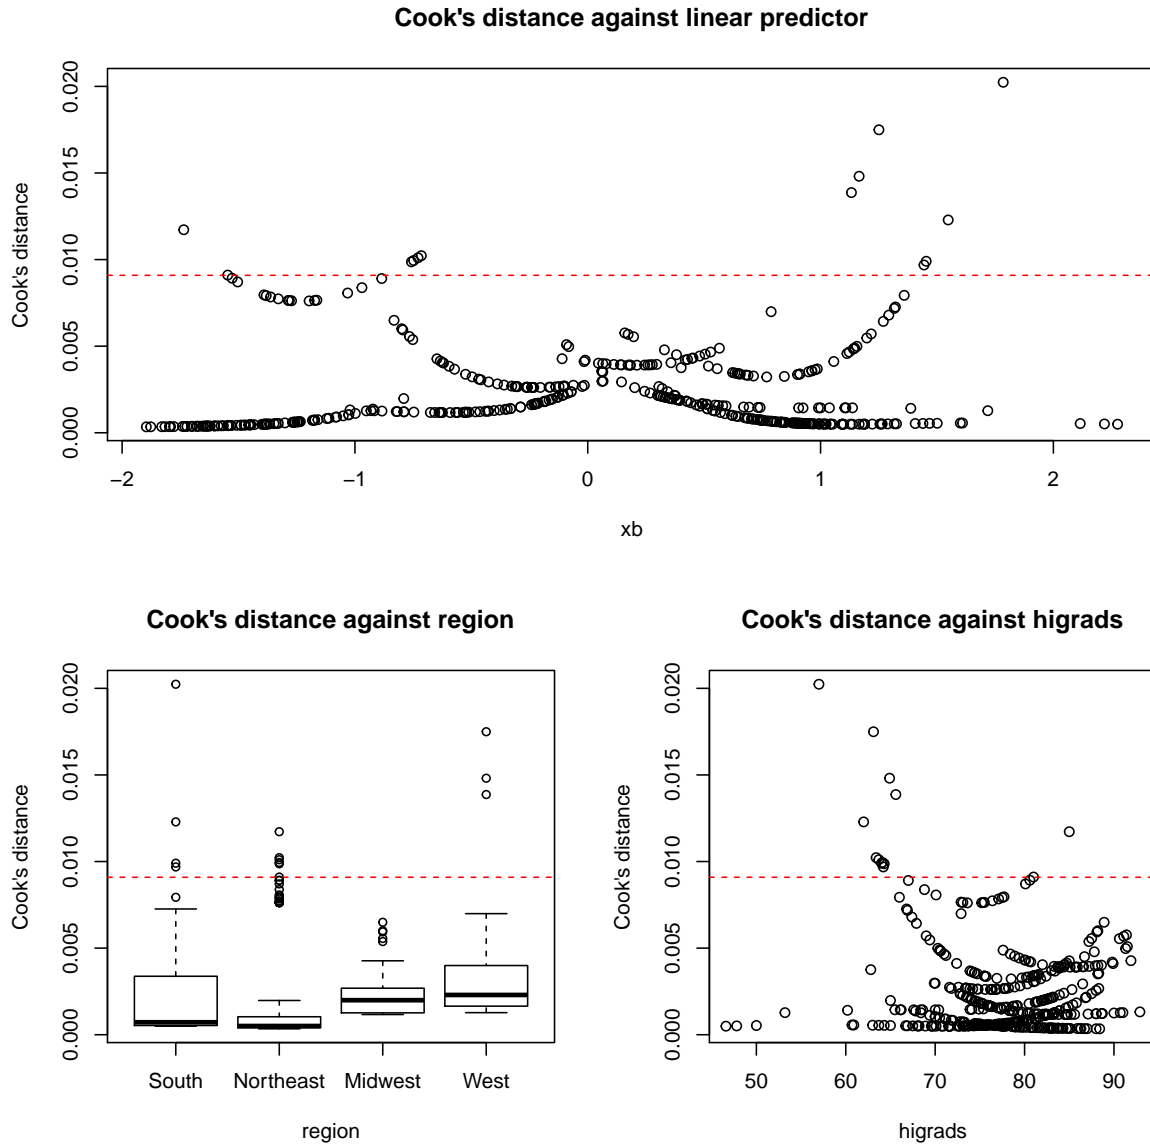 Cook's distance against linear predictor
Cook's distance
0.000 0.005 0.010 0.015 0.020
−2 −1 0 1 2
xb
Cook's distance against region
Cook's distance
0.000 0.005 0.010 0.015 0.020
South Northeast Midwest West
region
Cook's distance against higrads
Cook's distance
0.000 0.005 0.010 0.015 0.020
50 60 70 80 90
higrads